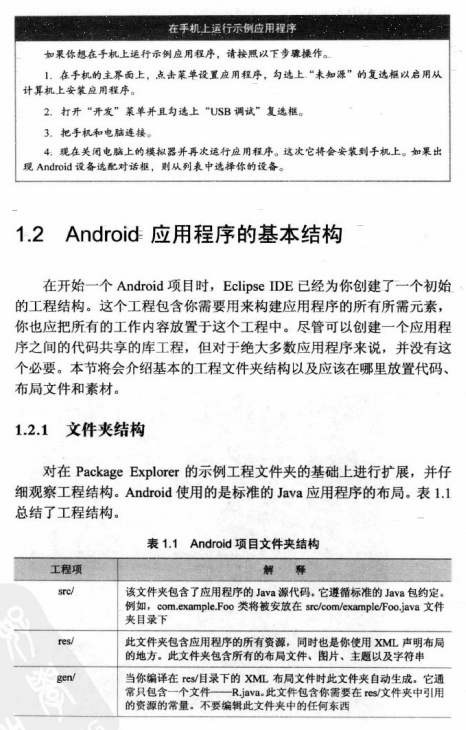 在手机上运行示例应用程序
如果你想在手机上运行示例应用程序，请按照以下步骤操作。
1. 在手机的主界面上，点击菜单设置应用程序，勾选上“未知源”的复选框以启用从
计算机上安装应用程序。
2. 打开“开发”菜单并且勾选上“USB 调试”复选框。
3. 把手机和电脑连接。
4. 现在关闭电脑上的模拟器并再次运行应用程序。这次它将会安装到手机上。如果出
现 Android 设备选配对话框，则从列表中选择你的设备。
1.2 Android 应用程序的基本结构
在开始一个 Android 项目时，Eclipse IDE 已经为你创建了一个初始
的工程结构。这个工程包含你需要用来构建应用程序的所有所需元素，
你也应把所有的工作内容放置于这个工程中。尽管可以创建一个应用程
序之间的代码共享的库工程，但对于绝大多数应用程序来说，并没有这
个必要。本节将会介绍基本的工程文件夹结构以及应该在哪里放置代码、
布局文件和素材。
1.2.1 文件夹结构
对在 Package Explorer 的示例工程文件夹的基础上进行扩展，并仔
细观察工程结构。Android 使用的是标准的 Java 应用程序的布局。表 1.1
总结了工程结构。
表 1.1 Android 项目文件夹结构
工程项 解 释
src/ 该文件夹包含了应用程序的 Java 源代码。它遵循标准的 Java 包约定。
例如，com.example.Foo 类将被安放在 src/com/example/Foo.java 文件
夹目录下
res/ 此文件夹包含应用程序的所有资源，同时也是你使用 XML 声明布局
的地方。此文件夹包含所有的布局文件、图片、主题以及字符串
gen/ 当你编译在 res/目录下的 XML 布局文件时此文件夹自动生成。它通
常只包含一个文件——R.java。此文件包含你需要在 res/文件夹中引用
的资源的常量。不要编辑此文件夹中的任何东西